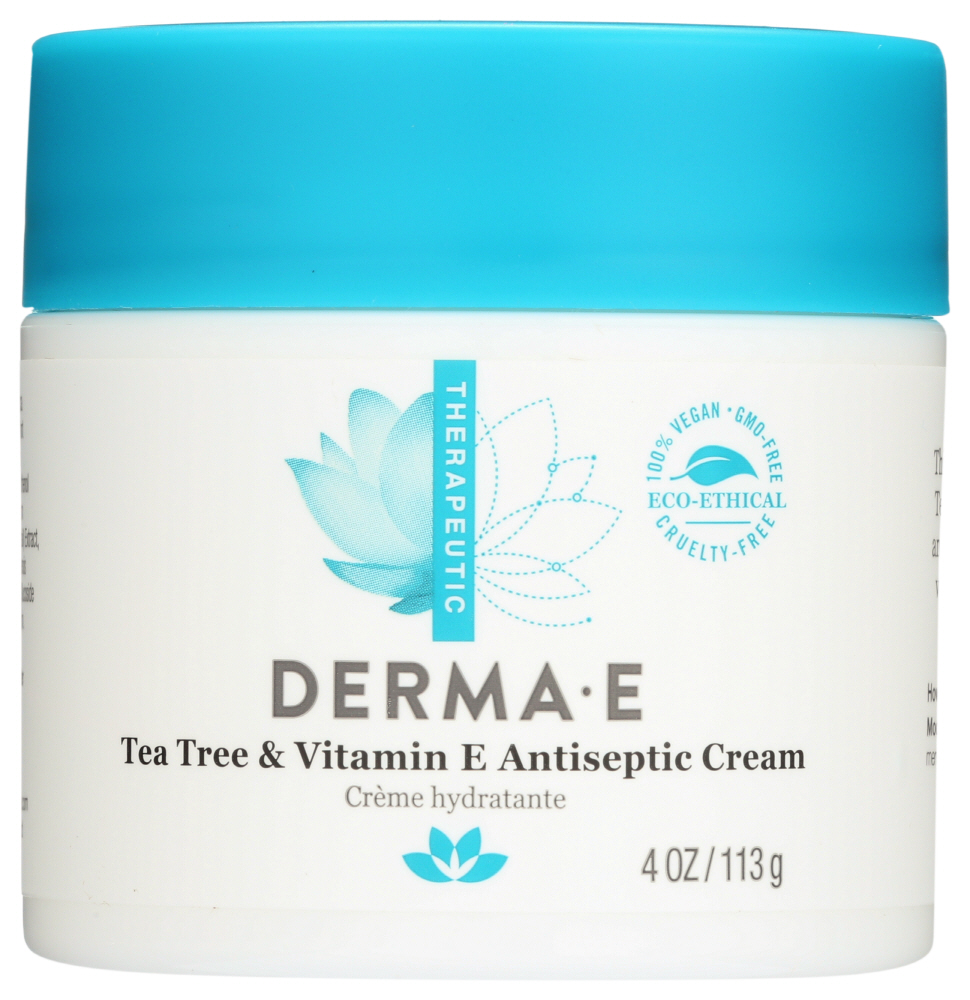 THERAPEUTIC
100% VEGAN • GMO-FREE
ECO-ETHICAL
CRUELTY-FREE
DERMA·E
Tea Tree & Vitamin E Antiseptic Cream
Crème hydratante
4 OZ/113 g